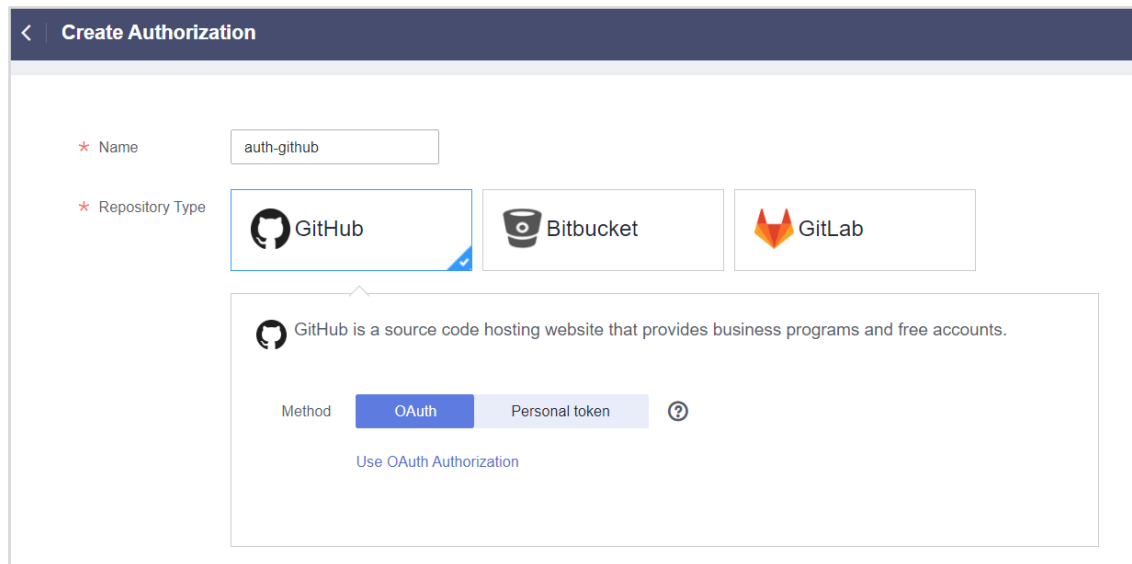 Create Authorization
* Name auth-github
* Repository Type GitHub Bitbucket GitLab
GitHub is a source code hosting website that provides business programs and free accounts.
Method OAuth Personal token ?
Use OAuth Authorization